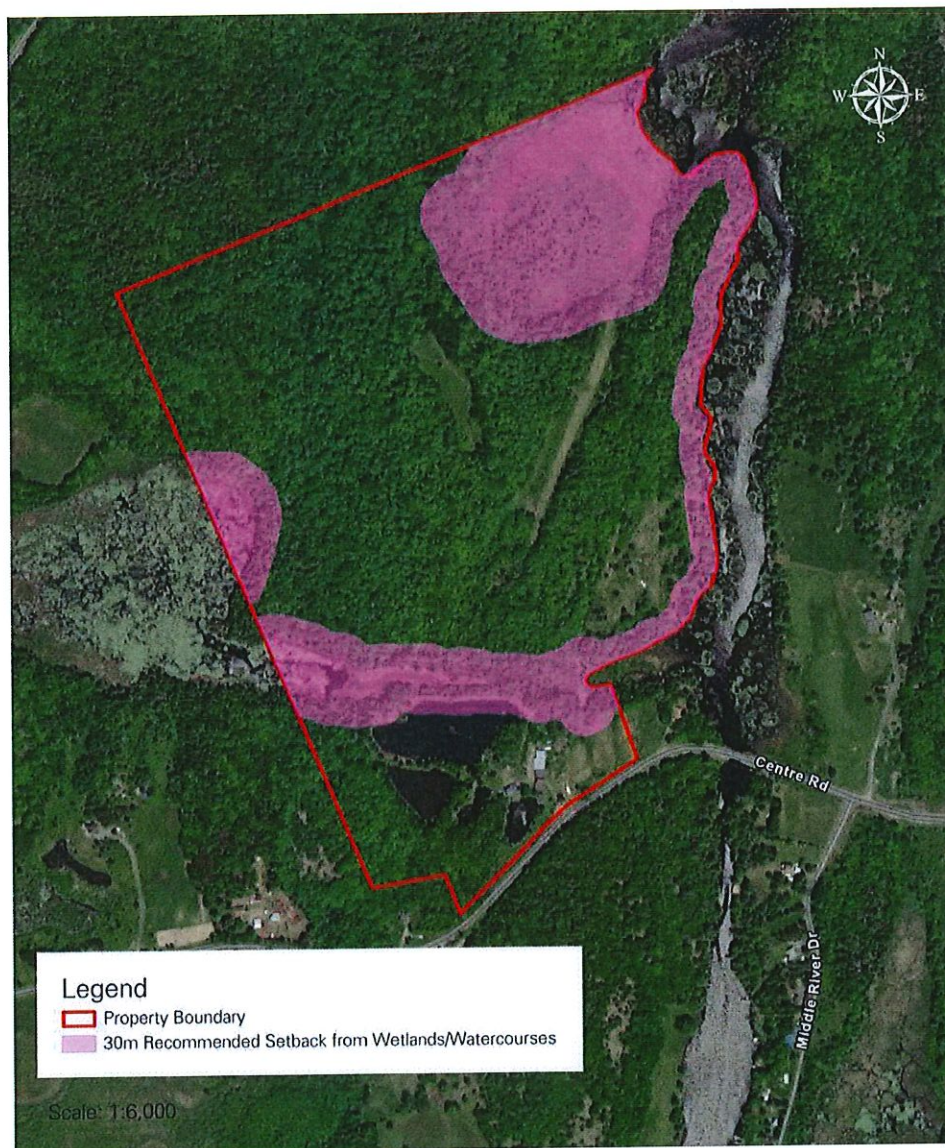 N
W E
S
Centre Rd
Middle River Dr
Legend
Property Boundary
30m Recommended Setback from Wetlands/Watercourses
Scale: 1:6,000